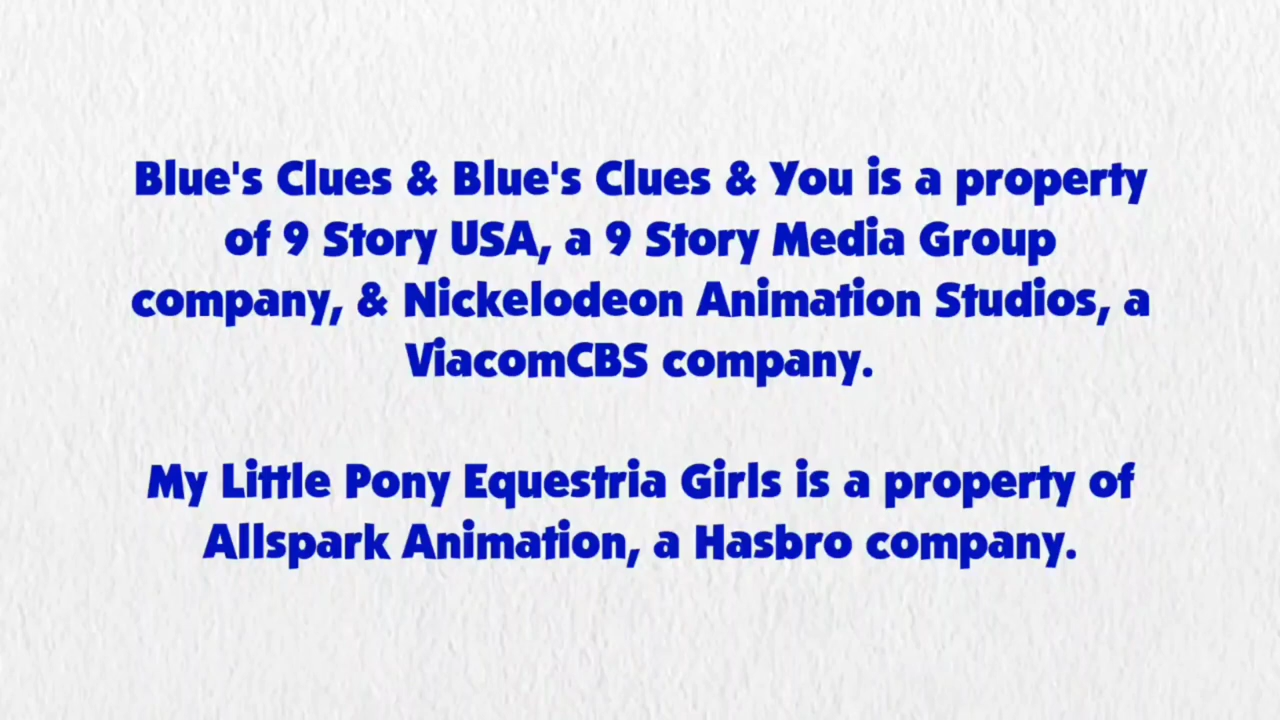 Blue's Clues & Blue's Clues & You is a property
of 9 Story USA, a 9 Story Media Group
company, & Nickelodeon Animation Studios, a
ViacomCBS company.
My Little Pony Equestria Girls is a property of
Allspark Animation, a Hasbro company.